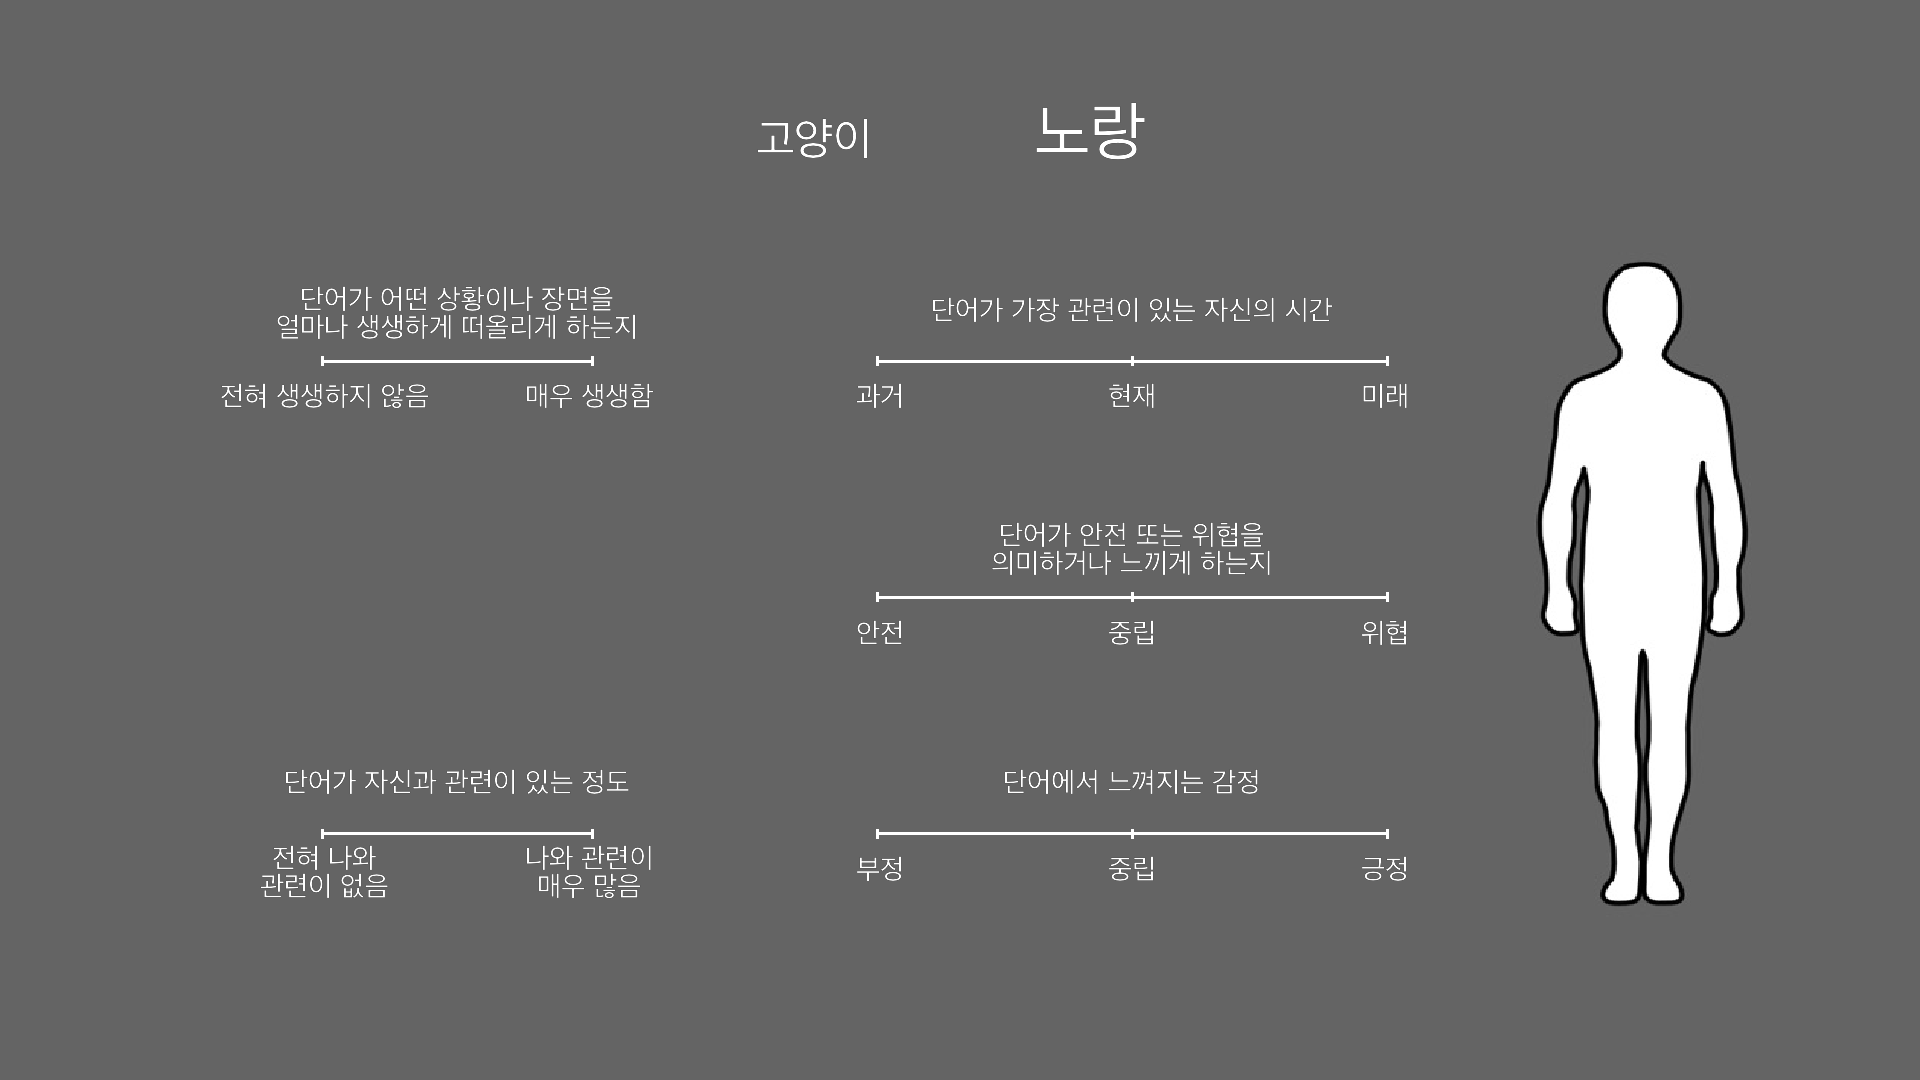 고양이 노랑
단어가 어떤 상황이나 장면을
얼마나 생생하게 떠올리게 하는지
전혀 생생하지 않음 매우 생생함
단어가 가장 관련이 있는 자신의 시간
과거 현재 미래
단어가 안전 또는 위협을
의미하거나 느끼게 하는지
안전 중립 위협
단어가 자신과 관련이 있는 정도
전혀 나와 나와 관련이
관련이 없음 매우 많음
단어에서 느껴지는 감정
부정 중립 긍정